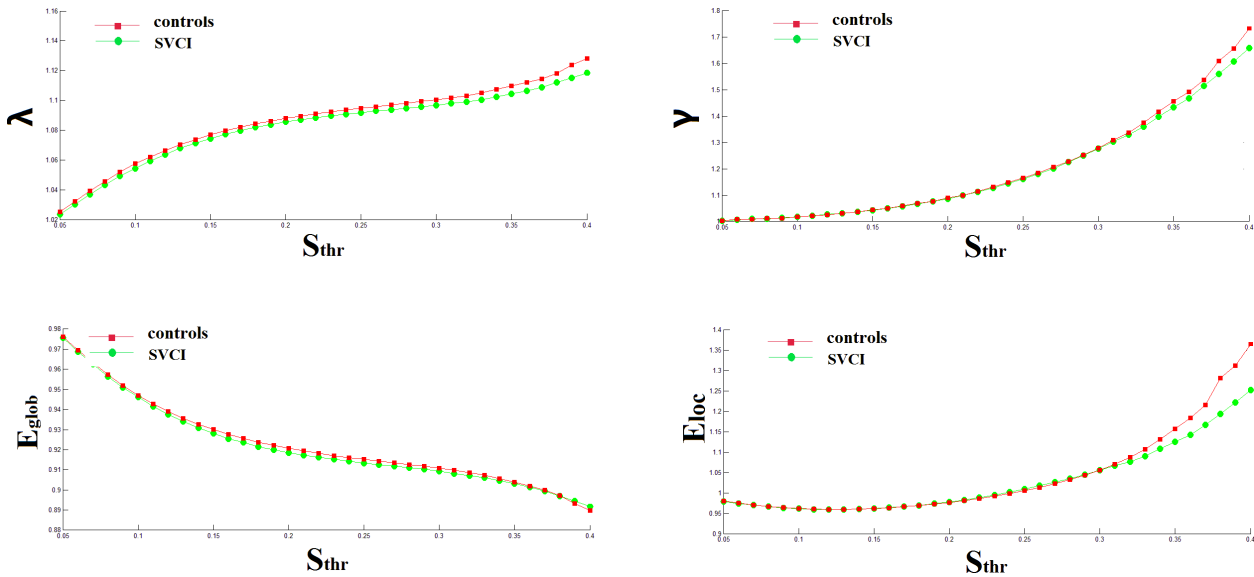 1.16
1.14
1.12
1.1
1.08
1.06
1.04
1.02
λ
controls
SVCI
0.05 0.1 0.15 0.2 0.25 0.3 0.35 0.4
Sthr
1.8
1.7
1.6
1.5
1.4
1.3
1.2
1.1
1
γ
controls
SVCI
0.05 0.1 0.15 0.2 0.25 0.3 0.35 0.4
Sthr
0.98
0.97
0.96
0.95
0.94
0.93
0.92
0.91
0.9
0.89
0.88
Eglob
controls
SVCI
0.05 0.1 0.15 0.2 0.25 0.3 0.35 0.4
Sthr
1.4
1.35
1.3
1.25
1.2
1.15
1.1
1.05
1
0.95
0.9
Eloc
controls
SVCI
0.05 0.1 0.15 0.2 0.25 0.3 0.35 0.4
Sthr